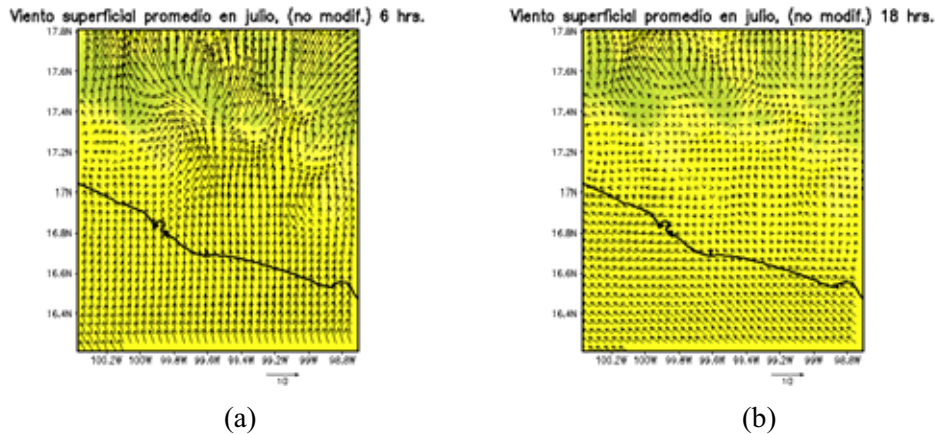 Viento superficial promedio en julio, (no modif.) 6 hrs.
17.8N
17.6N
17.4N
17.2N
17N
16.8N
16.6N
16.4N
100.2W 100W 99.8W 99.6W 99.4W 99.2W 99W 98.8W
10
(a)
Viento superficial promedio en julio, (no modif.) 18 hrs.
17.8N
17.6N
17.4N
17.2N
17N
16.8N
16.6N
16.4N
100.2W 100W 99.8W 99.6W 99.4W 99.2W 99W 98.8W
10
(b)